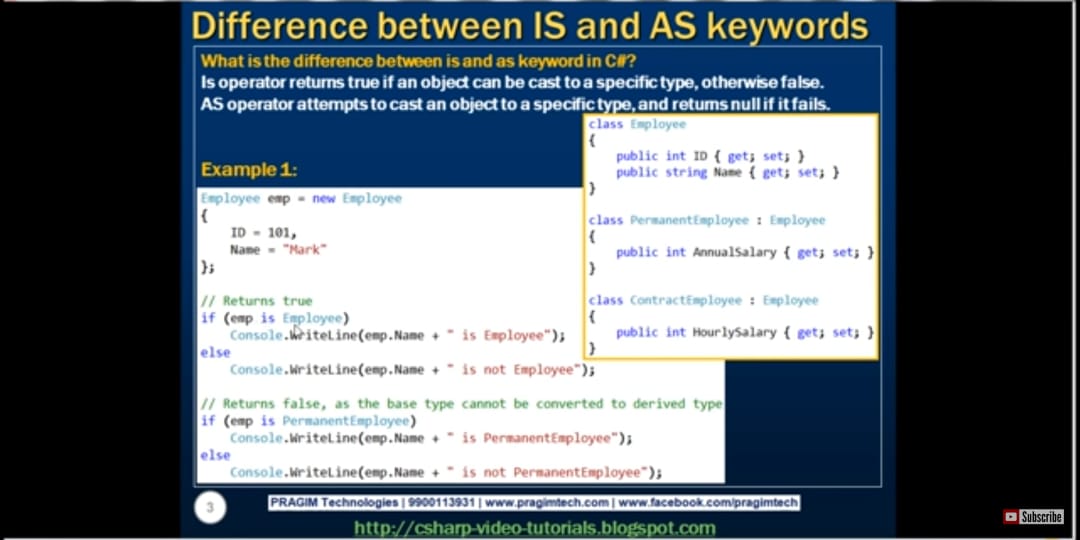 Difference between IS and AS keywords
What is the difference between is and as keyword in C#?
Is operator returns true if an object can be cast to a specific type, otherwise false.
AS operator attempts to cast an object to a specific type, and returns null if it fails.
Example 1:
Employee emp = new Employee
{
    ID = 101,
    Name = "Mark"
};
// Returns true
if (emp is Employee)
    Console.WriteLine(emp.Name + " is Employee");
else
    Console.WriteLine(emp.Name + " is not Employee");
// Returns false, as the base type cannot be converted to derived type
if (emp is PermanentEmployee)
    Console.WriteLine(emp.Name + " is PermanentEmployee");
else
    Console.WriteLine(emp.Name + " is not PermanentEmployee");
class Employee
{
    public int ID { get; set; }
    public string Name { get; set; }
}
class PermanentEmployee : Employee
{
    public int AnnualSalary { get; set; }
}
class ContractEmployee : Employee
{
    public int HourlySalary { get; set; }
}
3
PRAGIM Technologies | 9900113931 | www.pragimtech.com | www.facebook.com/pragimtech
http://csharp-video-tutorials.blogspot.com
Subscribe